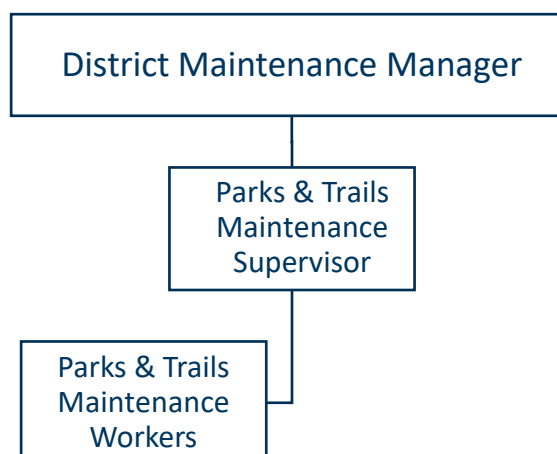 District Maintenance Manager
Parks & Trails
Maintenance
Supervisor
Parks & Trails
Maintenance
Workers